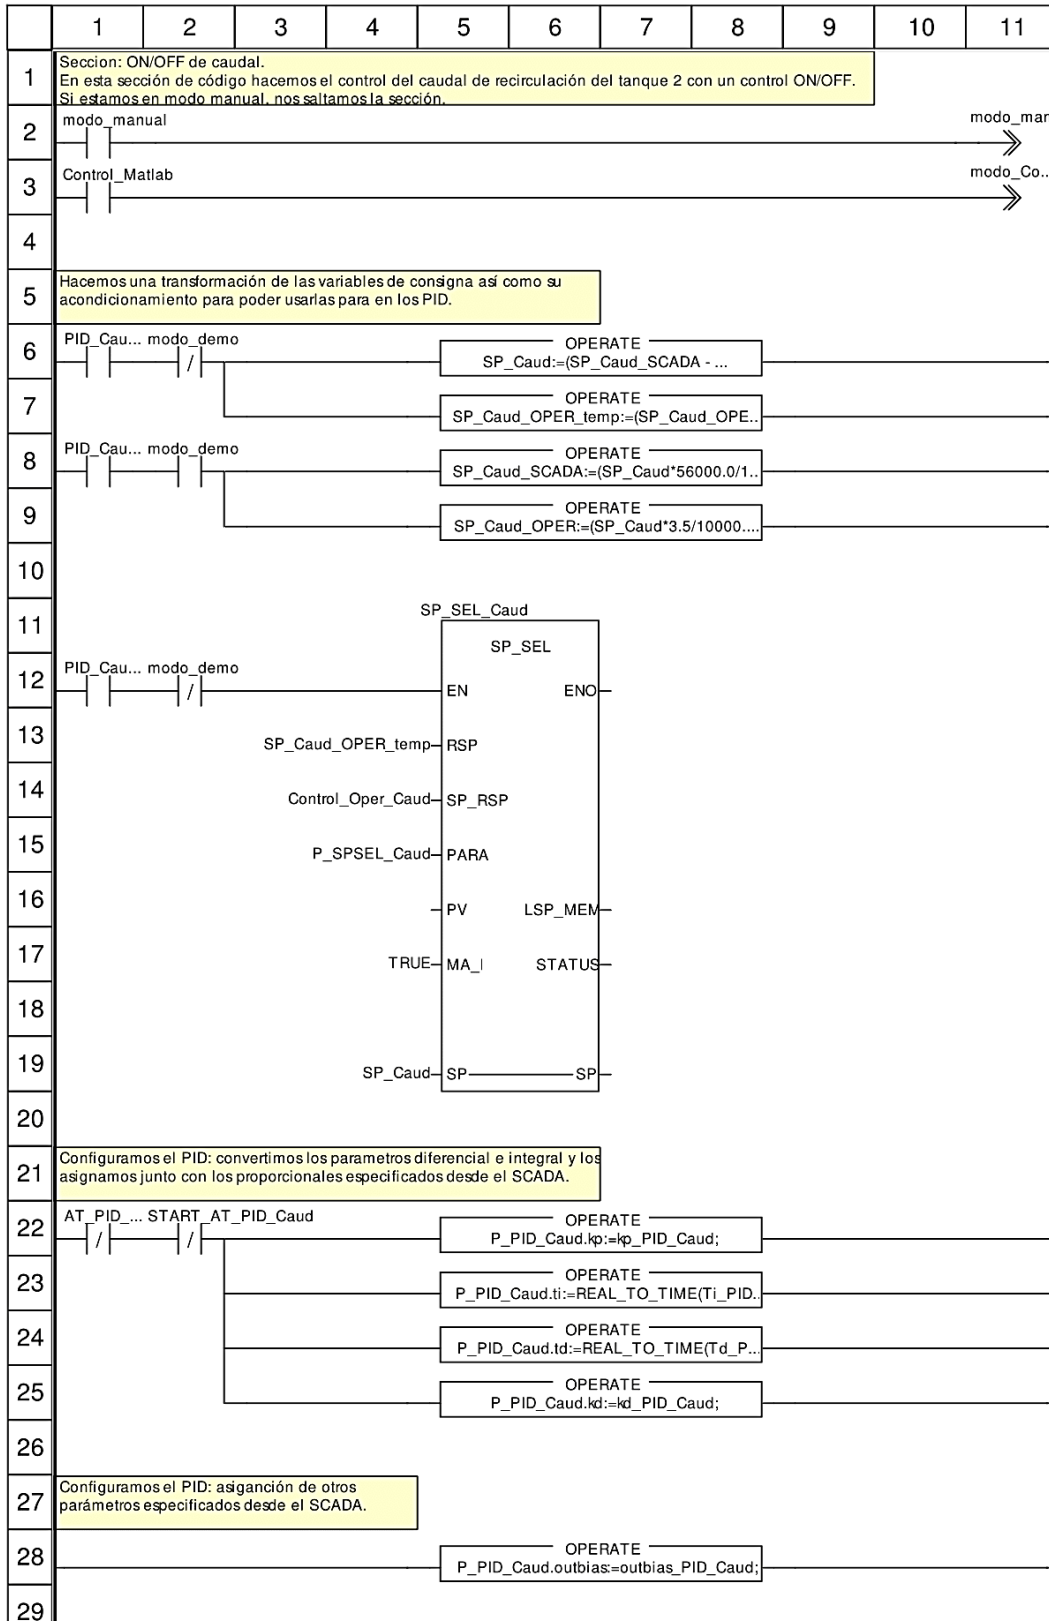 1 2 3 4 5 6 7 8 9 10 11
1
Seccion: ON/OFF de caudal.
En esta sección de código hacemos el control del caudal de recirculación del tanque 2 con un control ON/OFF.
Si estamos en modo manual, nos saltamos la sección.
2
modo_manual modo_man
3
Control_Matlab modo_Co...
4
5
Hacemos una transformación de las variables de consigna así como su
acondicionamiento para poder usarlas para en los PID.
6
PID_Cau... modo_demo OPERATE
SP_Caud:=(SP_Caud_SCADA - ...
7
OPERATE
SP_Caud_OPER_temp:=(SP_Caud_OPE..
8
PID_Cau... modo_demo OPERATE
SP_Caud_SCADA:=(SP_Caud*56000.0/1..
9
OPERATE
SP_Caud_OPER:=(SP_Caud*3.5/10000....
10
11
SP_SEL_Caud
SP_SEL
12
PID_Cau... modo_demo
EN ENO
13
SP_Caud_OPER_temp RSP
14
Control_Oper_Caud SP_RSP
15
P_SPSEL_Caud PARA
16
PV LSP_MEM
17
TRUE MA_I STATUS
18
19
SP_Caud SP SP
20
21
Configuramos el PID: convertimos los parametros diferencial e integral y los
asignamos junto con los proporcionales especificados desde el SCADA.
22
AT_PID_... START_AT_PID_Caud OPERATE
P_PID_Caud.kp:=kp_PID_Caud;
23
OPERATE
P_PID_Caud.ti:=REAL_TO_TIME(Ti_PID..
24
OPERATE
P_PID_Caud.td:=REAL_TO_TIME(Td_P...
25
OPERATE
P_PID_Caud.kd:=kd_PID_Caud;
26
27
Configuramos el PID: asiganción de otros
parámetros especificados desde el SCADA.
28
OPERATE
P_PID_Caud.outbias:=outbias_PID_Caud;
29